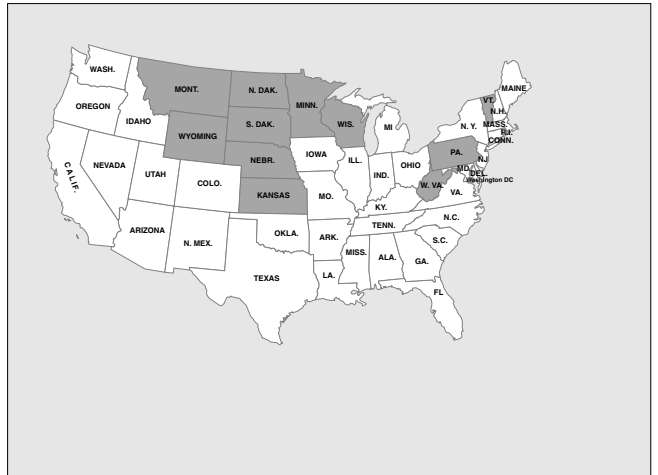 WASH.
MONT.
N. DAK.
MINN.
MAINE
OREGON
IDAHO
WYOMING
S. DAK.
WIS.
MI
VT.
N.H.
N. Y.
MASS.
R.I.
CONN.
NEVADA
UTAH
COLO.
NEBR.
IOWA
ILL.
IND.
OHIO
PA.
NJ
MD.
DEL.
Washington DC
CALIF.
KANSAS
MO.
KY.
W. VA.
VA.
ARIZONA
N. MEX.
OKLA.
ARK.
TENN.
N.C.
S.C.
TEXAS
LA.
MISS.
ALA.
GA.
FL